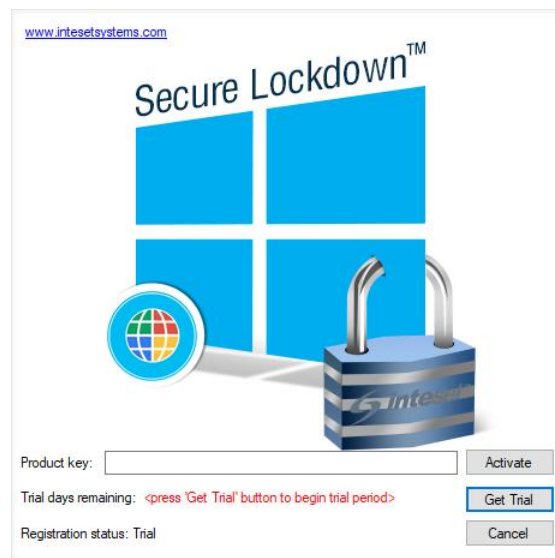 www.intesetsystems.com
Secure Lockdown™
Inteset
Product key:
Activate
Trial days remaining: <press 'Get Trial' button to begin trial period>
Get Trial
Registration status: Trial
Cancel